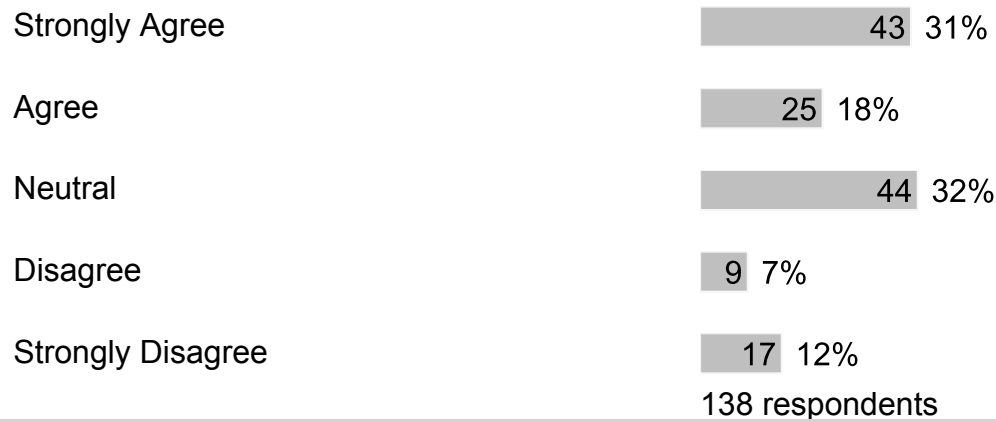 Strongly Agree 43 31%
Agree 25 18%
Neutral 44 32%
Disagree 9 7%
Strongly Disagree 17 12%
138 respondents